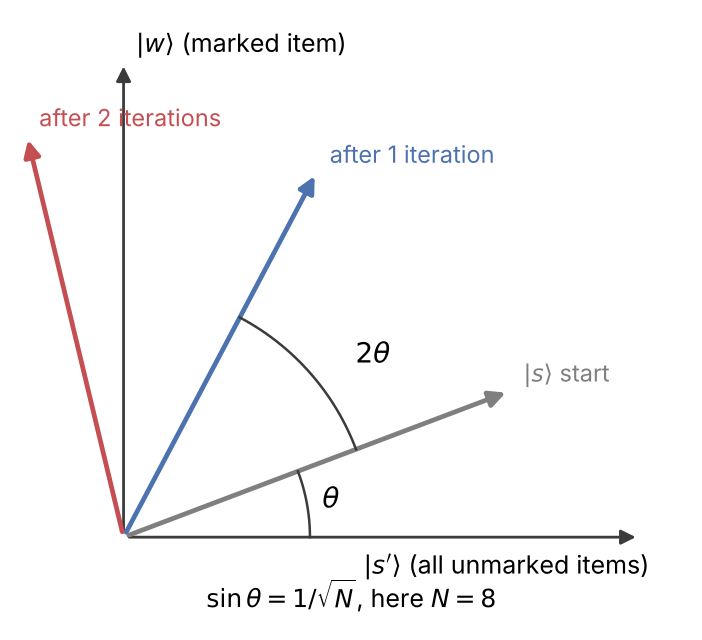 |w⟩ (marked item)
after 2 iterations
after 1 iteration
2θ
|s⟩ start
θ
|s′⟩ (all unmarked items)
sin θ = 1/√N, here N = 8